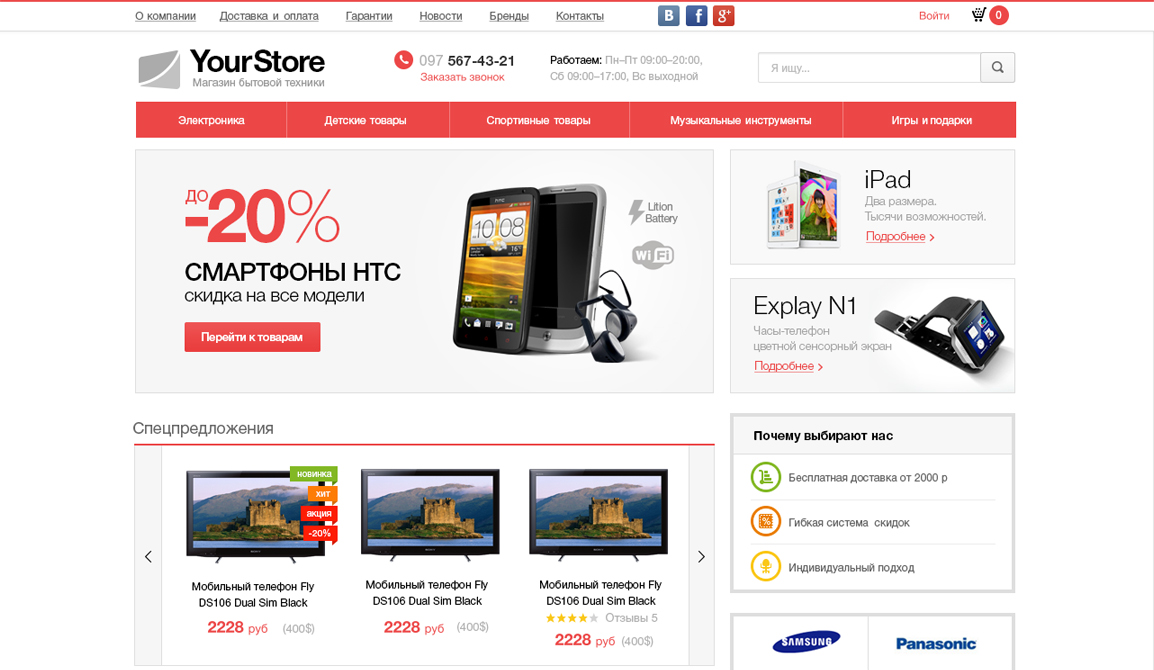 О компании Доставка и оплата Гарантии Новости Бренды Контакты B f g+ Войти 0
YourStore
Магазин бытовой техники
097 567-43-21
Заказать звонок
Работаем: Пн–Пт 09:00–20:00,
Сб 09:00–17:00, Вс выходной
Я ищу...
Электроника Детские товары Спортивные товары Музыкальные инструменты Игры и подарки
ДО
-20%
СМАРТФОНЫ HTC
скидка на все модели
Перейти к товарам
htc
10:08
Lition
Battery
Wi Fi
iPad
Два размера.
Тысячи возможностей.
Подробнее
Explay N1
Часы-телефон
цветной сенсорный экран
Подробнее
Спецпредложения
новинка
хит
акция
-20%
Мобильный телефон Fly
DS106 Dual Sim Black
2228 руб (400$)
Мобильный телефон Fly
DS106 Dual Sim Black
2228 руб (400$)
Мобильный телефон Fly
DS106 Dual Sim Black
Отзывы 5
2228 руб (400$)
Почему выбирают нас
Бесплатная доставка от 2000 р
%
Гибкая система скидок
Индивидуальный подход
SAMSUNG
Panasonic